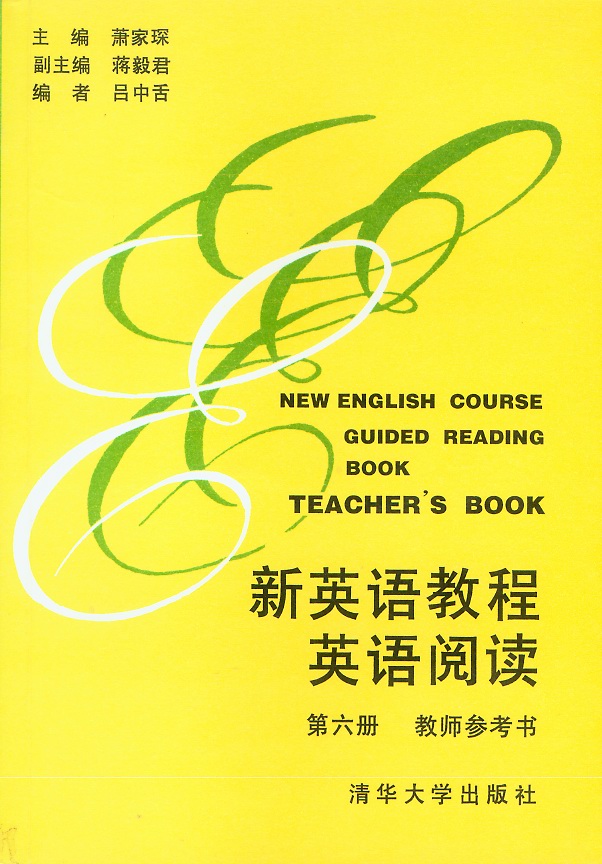 主 编 萧家琛
副主编 蒋毅君
编 者 吕中舌
NEW ENGLISH COURSE
GUIDED READING
BOOK
TEACHER'S BOOK
新英语教程
英语阅读
第六册 教师参考书
清华大学出版社